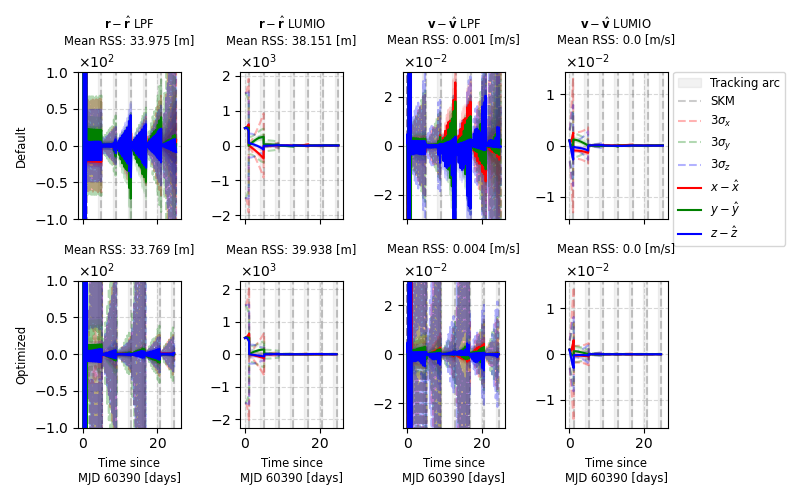 r − r̂ LPF
Mean RSS: 33.975 [m]
r − r̂ LUMIO
Mean RSS: 38.151 [m]
v − v̂ LPF
Mean RSS: 0.001 [m/s]
v − v̂ LUMIO
Mean RSS: 0.0 [m/s]
×10²
×10³
×10⁻²
×10⁻²
Default
1.0
0.5
0.0
−0.5
−1.0
2
1
0
−1
−2
2
0
−2
1
0
−1
Tracking arc
SKM
3σₓ
3σ_y
3σ_z
x − x̂
y − ŷ
z − ẑ
Mean RSS: 33.769 [m]
Mean RSS: 39.938 [m]
Mean RSS: 0.004 [m/s]
Mean RSS: 0.0 [m/s]
×10²
×10³
×10⁻²
×10⁻²
Optimized
1.0
0.5
0.0
−0.5
−1.0
2
1
0
−1
−2
2
0
−2
1
0
−1
0 20
0 20
0 20
0 20
Time since
MJD 60390 [days]
Time since
MJD 60390 [days]
Time since
MJD 60390 [days]
Time since
MJD 60390 [days]